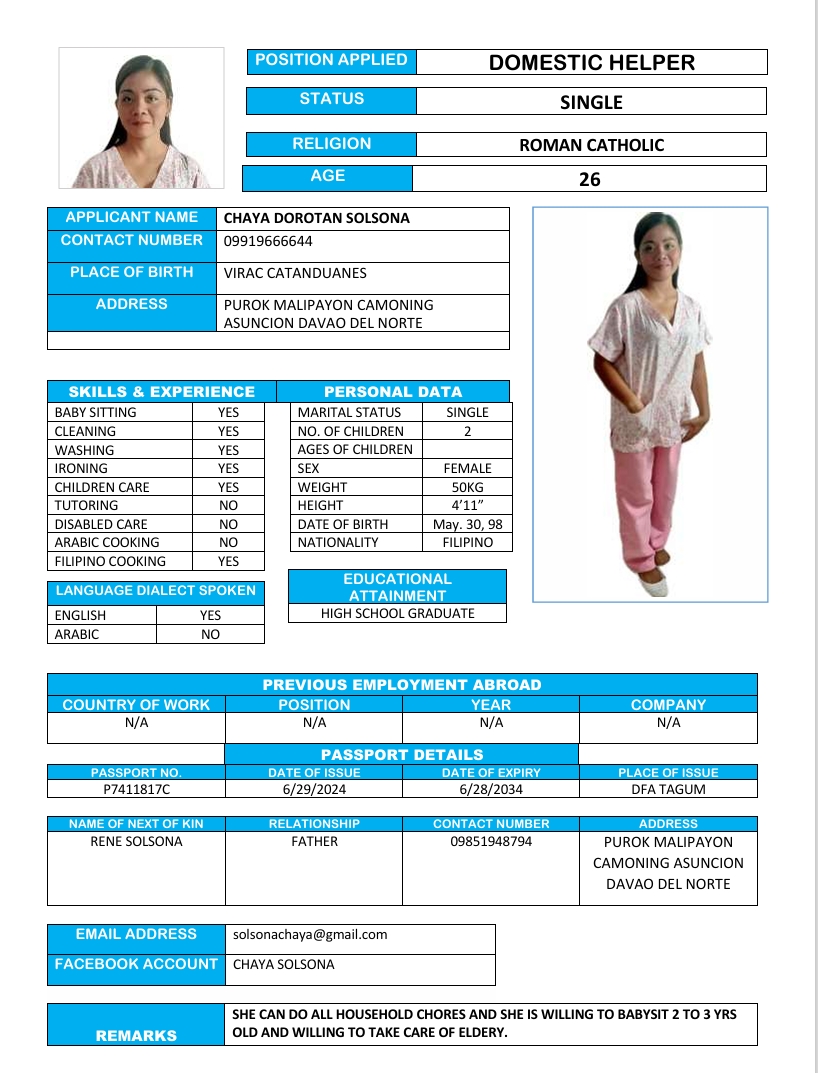 POSITION APPLIED DOMESTIC HELPER
STATUS SINGLE
RELIGION ROMAN CATHOLIC
AGE 26
APPLICANT NAME CHAYA DOROTAN SOLSONA
CONTACT NUMBER 09919666644
PLACE OF BIRTH VIRAC CATANDUANES
ADDRESS PUROK MALIPAYON CAMONING
ASUNCION DAVAO DEL NORTE
SKILLS & EXPERIENCE
BABY SITTING YES
CLEANING YES
WASHING YES
IRONING YES
CHILDREN CARE YES
TUTORING NO
DISABLED CARE NO
ARABIC COOKING NO
FILIPINO COOKING YES
LANGUAGE DIALECT SPOKEN
ENGLISH YES
ARABIC NO
PERSONAL DATA
MARITAL STATUS SINGLE
NO. OF CHILDREN 2
AGES OF CHILDREN
SEX FEMALE
WEIGHT 50KG
HEIGHT 4’11”
DATE OF BIRTH May. 30, 98
NATIONALITY FILIPINO
EDUCATIONAL
ATTAINMENT
HIGH SCHOOL GRADUATE
PREVIOUS EMPLOYMENT ABROAD
COUNTRY OF WORK POSITION YEAR COMPANY
N/A N/A N/A N/A
PASSPORT DETAILS
PASSPORT NO. DATE OF ISSUE DATE OF EXPIRY PLACE OF ISSUE
P7411817C 6/29/2024 6/28/2034 DFA TAGUM
NAME OF NEXT OF KIN RELATIONSHIP CONTACT NUMBER ADDRESS
RENE SOLSONA FATHER 09851948794 PUROK MALIPAYON
CAMONING ASUNCION
DAVAO DEL NORTE
EMAIL ADDRESS solsonachaya@gmail.com
FACEBOOK ACCOUNT CHAYA SOLSONA
REMARKS SHE CAN DO ALL HOUSEHOLD CHORES AND SHE IS WILLING TO BABYSIT 2 TO 3 YRS
OLD AND WILLING TO TAKE CARE OF ELDERY.